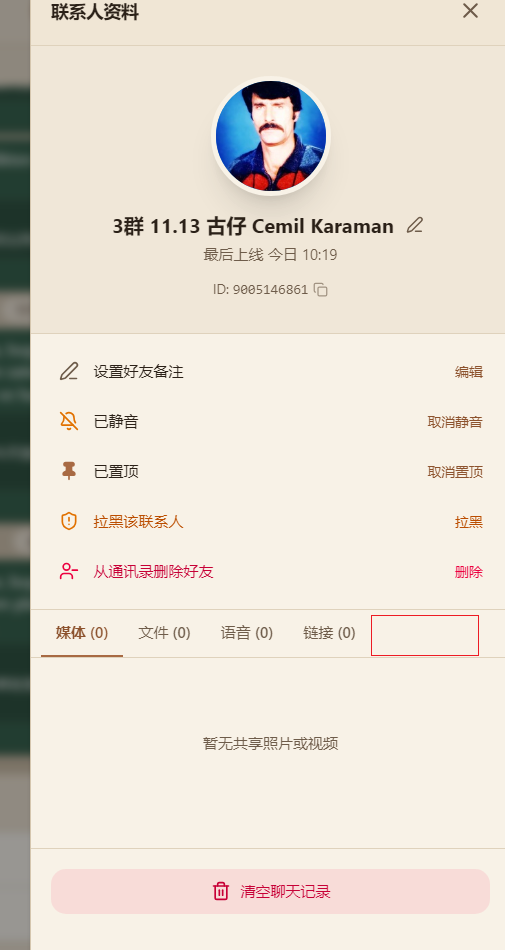 联系人资料
3群 11.13 古仔 Cemil Karaman
最后上线 今日 10:19
ID: 9005146861
设置好友备注 编辑
已静音 取消静音
已置顶 取消置顶
拉黑该联系人 拉黑
从通讯录删除好友 删除
媒体 (0) 文件 (0) 语音 (0) 链接 (0)
暂无共享照片或视频
清空聊天记录